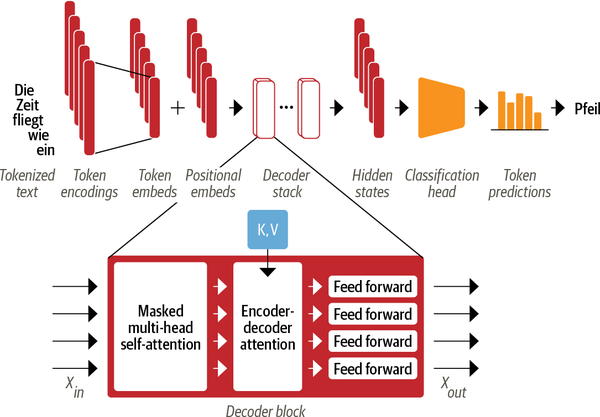 Die
Zeit
fliegt
wie
ein
Pfeil
Tokenized
text
Token
encodings
Token
embeds
Positional
embeds
Decoder
stack
Hidden
states
Classification
head
Token
predictions
K,V
Masked
multi-head
self-attention
Encoder-
decoder
attention
Feed forward
Feed forward
Feed forward
Feed forward
X in
X out
Decoder block